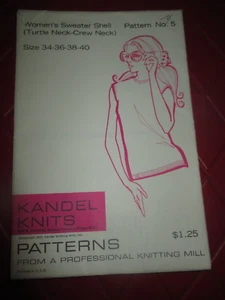 Women's Sweater Shell
Pattern No. 5
(Turtle Neck-Crew Neck)
Size 34-36-38-40
KANDEL
KNITS
$1.25
PATTERNS
FROM A PROFESSIONAL KNITTING MILL